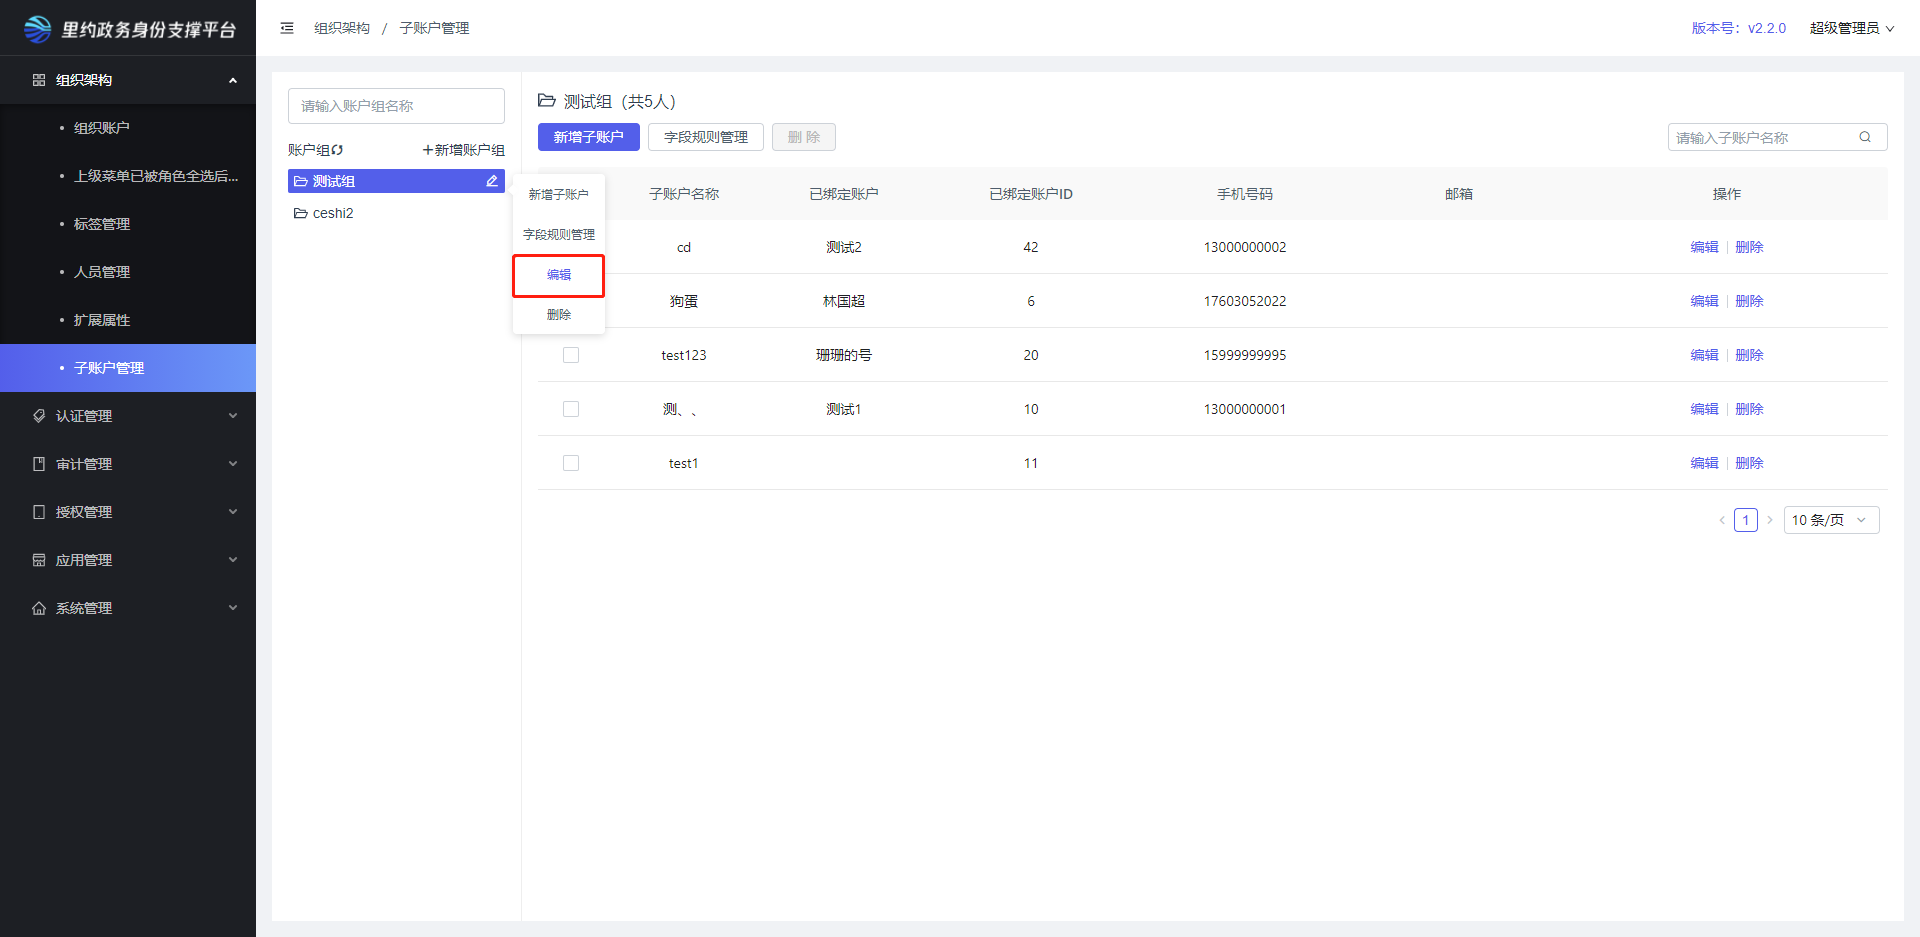 里约政务身份支撑平台
组织架构 / 子账户管理
版本号：v2.2.0
超级管理员
组织架构
组织账户
上级菜单已被角色全选后...
标签管理
人员管理
扩展属性
子账户管理
认证管理
审计管理
授权管理
应用管理
系统管理
请输入账户组名称
账户组
新增账户组
测试组
ceshi2
新增子账户
字段规则管理
编辑
删除
测试组（共5人）
新增子账户 字段规则管理 删 除
请输入子账户名称
子账户名称 已绑定账户 已绑定账户ID 手机号码 邮箱 操作
cd 测试2 42 13000000002 编辑 删除
狗蛋 林国超 6 17603052022 编辑 删除
test123 珊珊的号 20 15999999995 编辑 删除
测、、 测试1 10 13000000001 编辑 删除
test1 11 编辑 删除
1 10 条/页